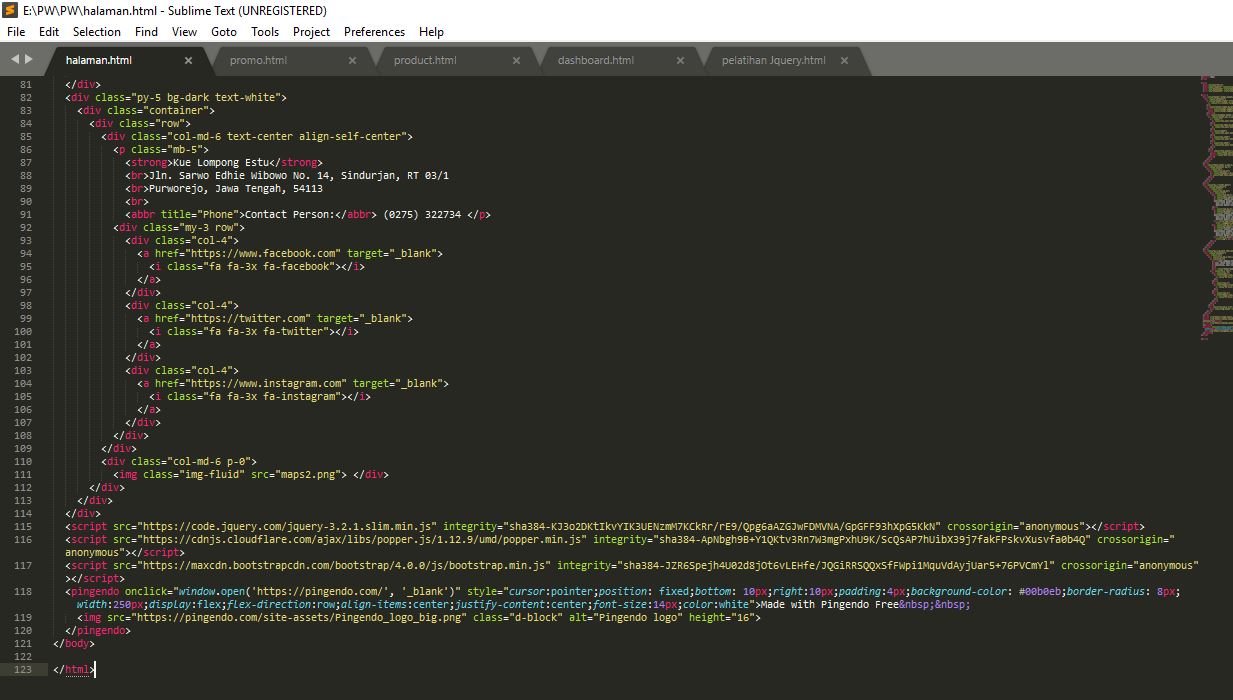 E:\PW\PW\halaman.html - Sublime Text (UNREGISTERED)
File Edit Selection Find View Goto Tools Project Preferences Help
halaman.html × promo.html × product.html × dashboard.html × pelatihan Jquery.html ×
81 </div>
82 <div class="py-5 bg-dark text-white">
83 <div class="container">
84 <div class="row">
85 <div class="col-md-6 text-center align-self-center">
86 <p class="mb-5">
87 <strong>Kue Lompong Estu</strong>
88 <br>Jln. Sarwo Edhie Wibowo No. 14, Sindurjan, RT 03/1
89 <br>Purworejo, Jawa Tengah, 54113
90 <br>
91 <abbr title="Phone">Contact Person:</abbr> (0275) 322734 </p>
92 <div class="my-3 row">
93 <div class="col-4">
94 <a href="https://www.facebook.com" target="_blank">
95 <i class="fa fa-3x fa-facebook"></i>
96 </a>
97 </div>
98 <div class="col-4">
99 <a href="https://twitter.com" target="_blank">
100 <i class="fa fa-3x fa-twitter"></i>
101 </a>
102 </div>
103 <div class="col-4">
104 <a href="https://www.instagram.com" target="_blank">
105 <i class="fa fa-3x fa-instagram"></i>
106 </a>
107 </div>
108 </div>
109 </div>
110 <div class="col-md-6 p-0">
111 <img class="img-fluid" src="maps2.png"> </div>
112 </div>
113 </div>
114 </div>
115 <script src="https://code.jquery.com/jquery-3.2.1.slim.min.js" integrity="sha384-KJ3o2DKtIkvYIK3UENzmM7KCkRr/rE9/Qpg6aAZGJwFDMVNA/GpGFF93hXpG5KkN" crossorigin="anonymous"></script>
116 <script src="https://cdnjs.cloudflare.com/ajax/libs/popper.js/1.12.9/umd/popper.min.js" integrity="sha384-ApNbgh9B+Y1QKtv3Rn7W3mgPxhU9K/ScQsAP7hUibX39j7fakFPskvXusvfa0b4Q" crossorigin="
anonymous"></script>
117 <script src="https://maxcdn.bootstrapcdn.com/bootstrap/4.0.0/js/bootstrap.min.js" integrity="sha384-JZR6Spejh4U02d8jOt6vLEHfe/JQGiRRSQQxSfFWpi1MquVdAyjUar5+76PVCmYl" crossorigin="anonymous"
></script>
118 <pingendo onclick="window.open('https://pingendo.com/', '_blank')" style="cursor:pointer;position: fixed;bottom: 10px;right:10px;padding:4px;background-color: #00b0eb;border-radius: 8px;
width:250px;display:flex;flex-direction:row;align-items:center;justify-content:center;font-size:14px;color:white">Made with Pingendo Free&nbsp;&nbsp;
119 <img src="https://pingendo.com/site-assets/Pingendo_logo_big.png" class="d-block" alt="Pingendo logo" height="16">
120 </pingendo>
121 </body>
122
123 </html>